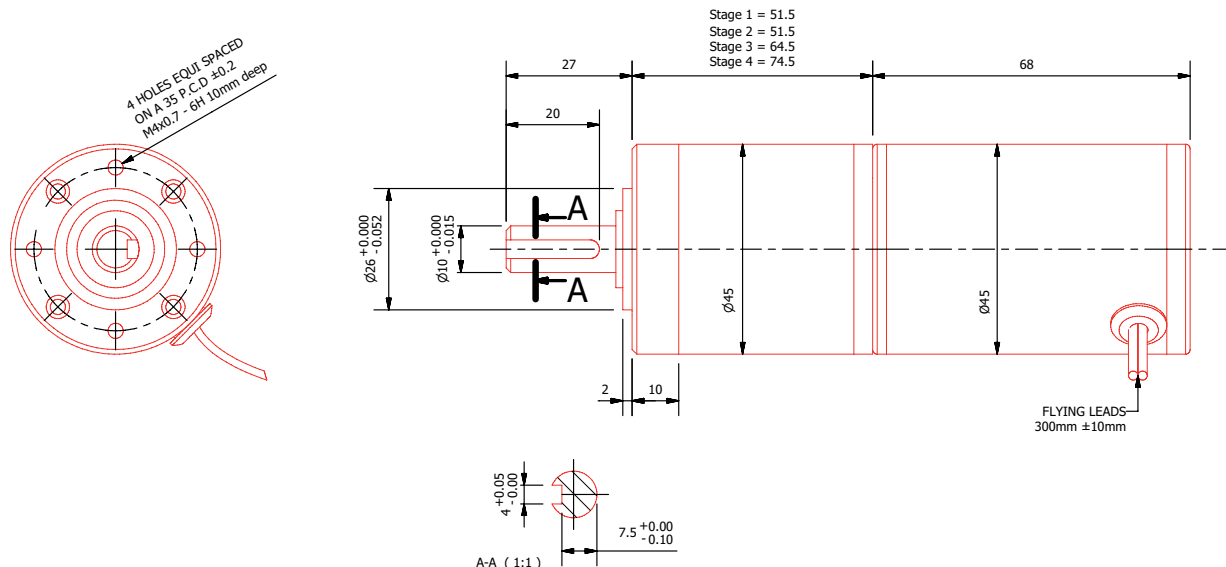 Stage 1 = 51.5
Stage 2 = 51.5
Stage 3 = 64.5
Stage 4 = 74.5
4 HOLES EQUI SPACED
ON A 35 P.C.D ±0.2
M4x0.7 - 6H 10mm deep
27
68
20
A
A
Ø26 +0.000
-0.052
Ø10 +0.000
-0.015
Ø45
Ø45
2
10
FLYING LEADS
300mm ±10mm
4 +0.05
-0.00
7.5 +0.00
-0.10
A-A ( 1:1 )